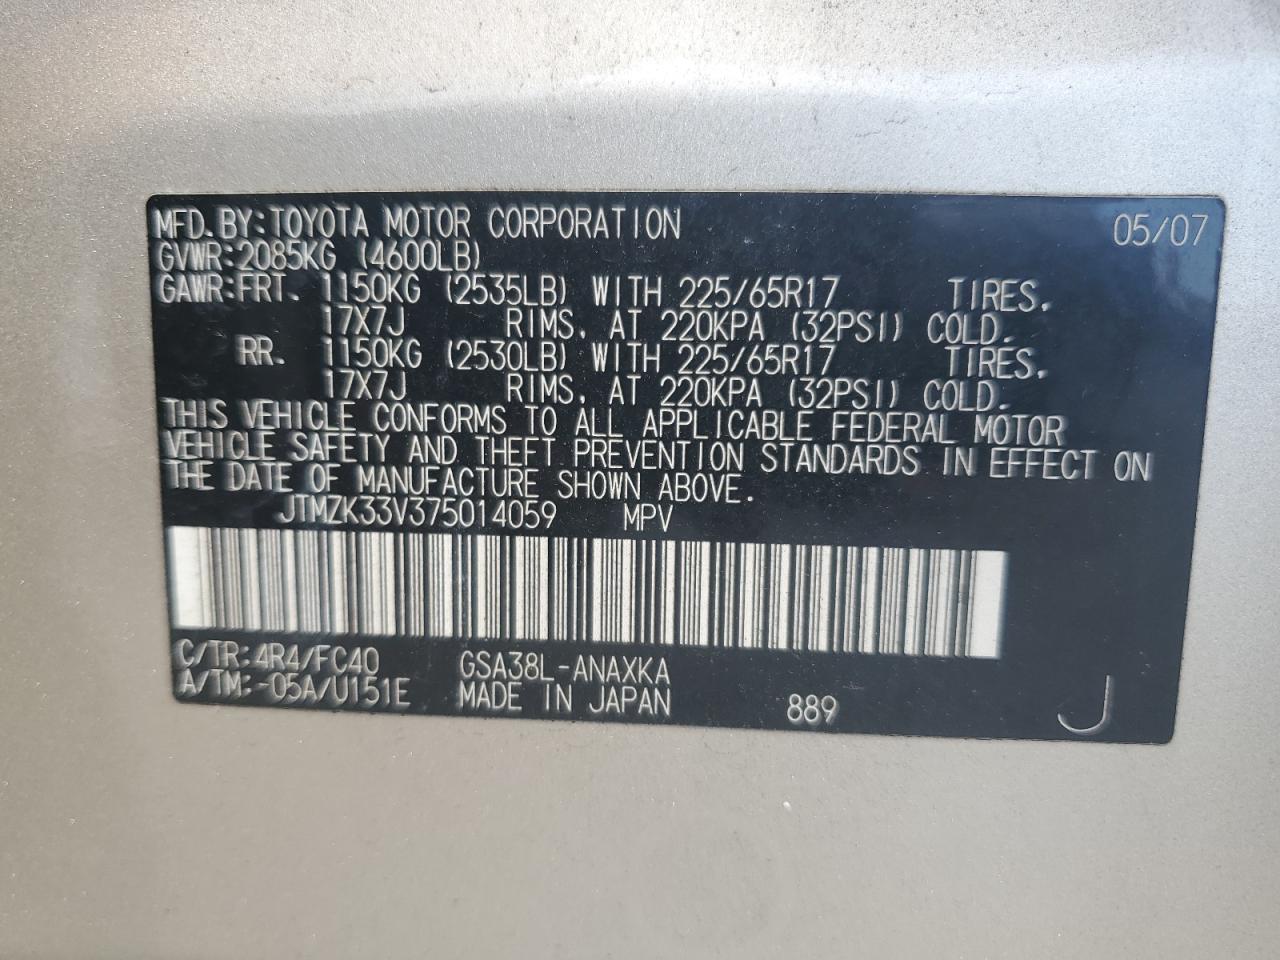 MFD. BY: TOYOTA MOTOR CORPORATION 05/07
GVWR: 2085KG (4600LB)
GAWR: FRT. 1150KG (2535LB) WITH 225/65R17 TIRES.
17X7J RIMS, AT 220KPA (32PSI) COLD.
RR. 1150KG (2530LB) WITH 225/65R17 TIRES,
17X7J RIMS, AT 220KPA (32PSI) COLD.
THIS VEHICLE CONFORMS TO ALL APPLICABLE FEDERAL MOTOR
VEHICLE SAFETY AND THEFT PREVENTION STANDARDS IN EFFECT ON
THE DATE OF MANUFACTURE SHOWN ABOVE.
JTMZK33V375014059 MPV
C/TR: 4R4/FC40 GSA38L-ANAXKA
A/TM: -05A/U151E MADE IN JAPAN 889 J